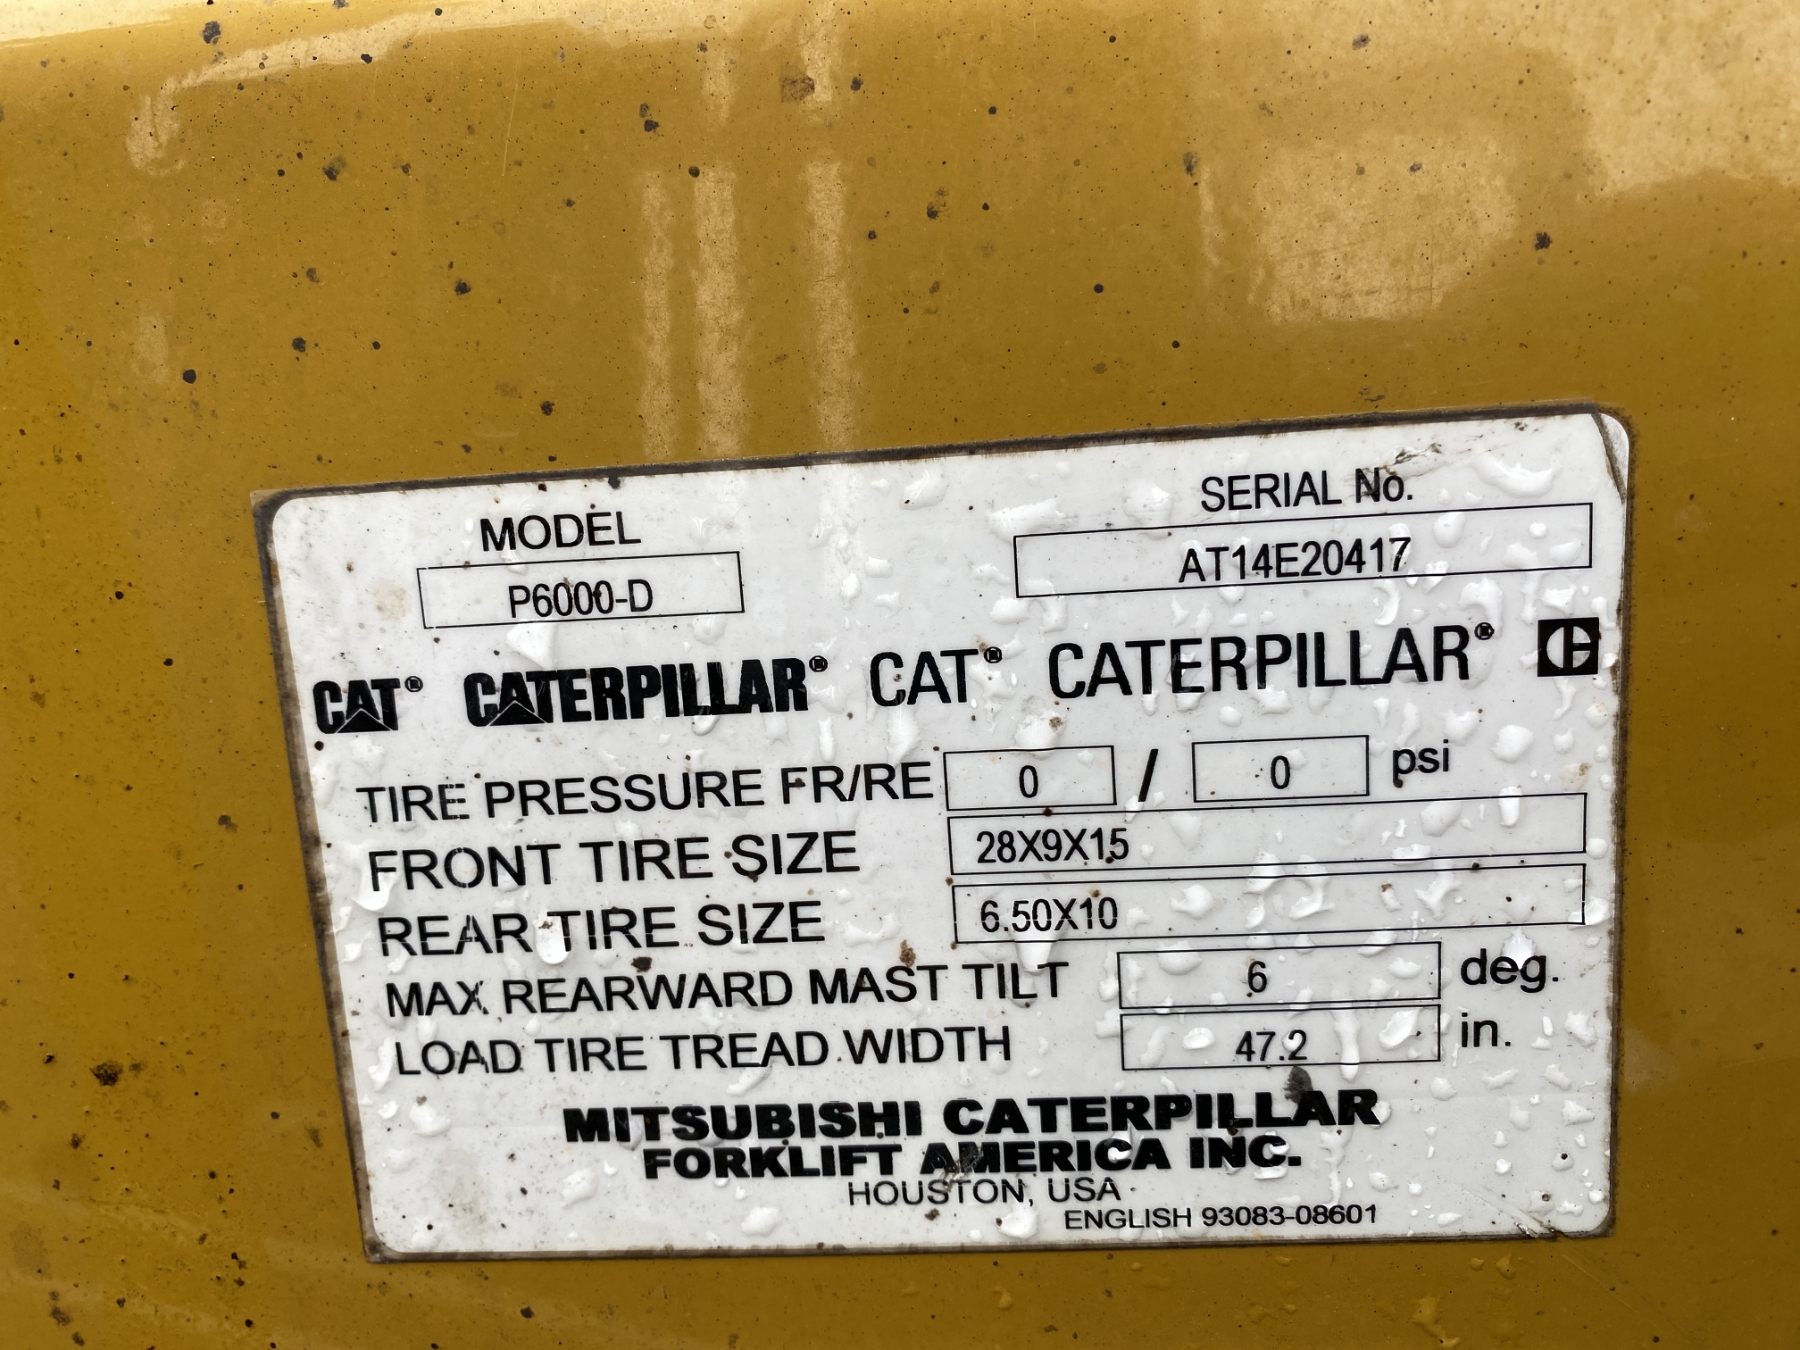 MODEL SERIAL No.
P6000-D AT14E20417
CAT® CATERPILLAR® CAT® CATERPILLAR®
TIRE PRESSURE FR/RE 0 / 0 psi
FRONT TIRE SIZE 28X9X15
REAR TIRE SIZE 6.50X10
MAX REARWARD MAST TILT 6 deg.
LOAD TIRE TREAD WIDTH 47.2 in.
MITSUBISHI CATERPILLAR
FORKLIFT AMERICA INC.
HOUSTON, USA
ENGLISH 93083-08601